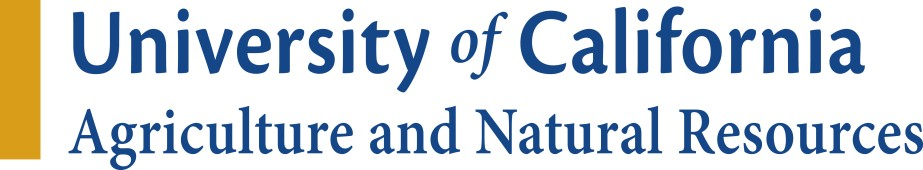 University of California
Agriculture and Natural Resources